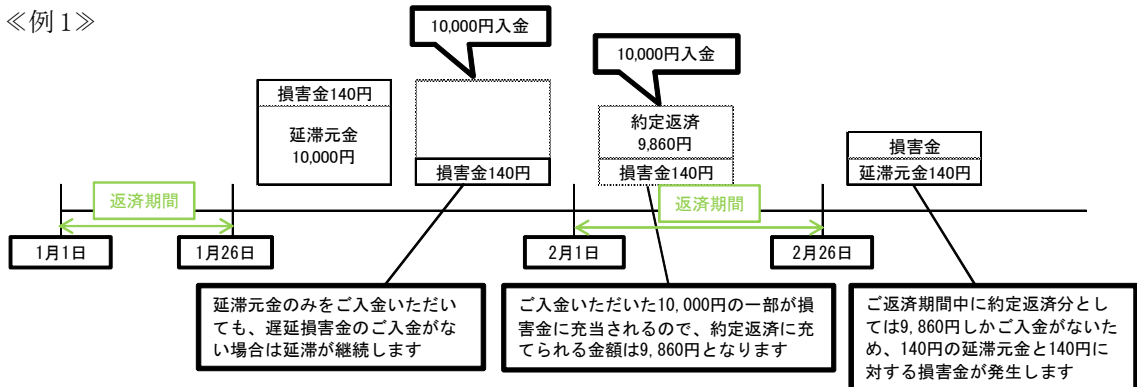 ≪例1≫
10,000円入金
10,000円入金
損害金140円
延滞元金
10,000円
損害金140円
約定返済
9,860円
損害金140円
損害金
延滞元金140円
返済期間
返済期間
1月1日
1月26日
2月1日
2月26日
延滞元金のみをご入金いただい
ても、遅延損害金のご入金がな
い場合は延滞が継続します
ご入金いただいた10,000円の一部が損
害金に充当されるので、約定返済に充
てられる金額は9,860円となります
ご返済期間中に約定返済分とし
ては9,860円しかご入金がないた
め、140円の延滞元金と140円に
対する損害金が発生します